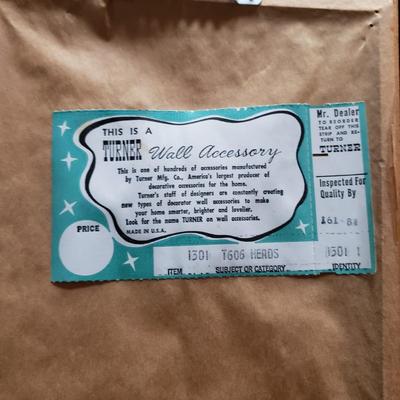 THIS IS A
TURNER Wall Accessory
This is one of hundreds of accessories manufactured
by Turner Mfg. Co., America's largest producer of
decorative accessories for the home.
Turner's staff of designers are constantly creating
new types of decorator wall accessories to make
your home smarter, brighter and lovelier.
Look for the name TURNER on wall accessories.
MADE IN U.S.A.
PRICE
1301 T606 HEADS
ITEM SUBJECT OR CATEGORY
Mr. Dealer
TO REORDER
TEAR OFF THIS
STRIP AND RE-
TURN TO
TURNER
Inspected For
Quality By
1301 1
IDENTITY